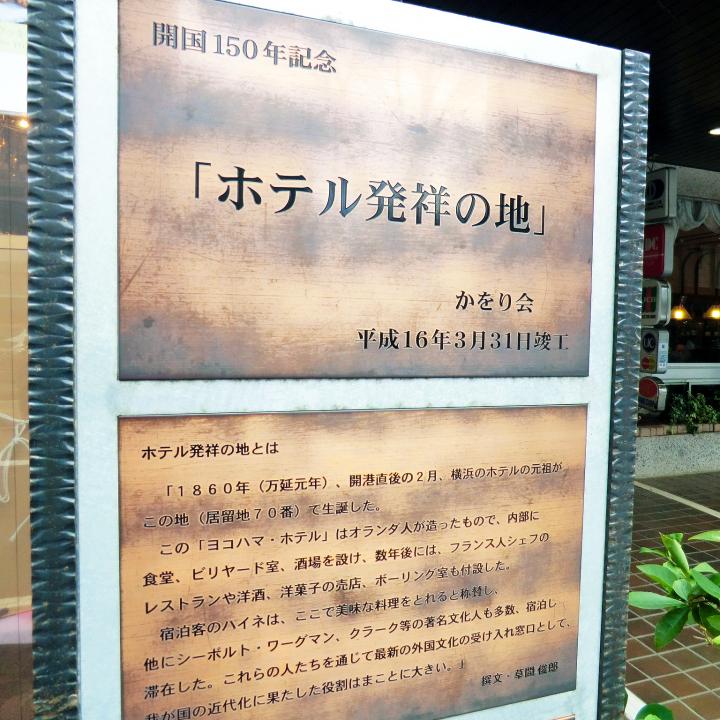 開国150年記念
「ホテル発祥の地」
かをり会
平成16年3月31日竣工
ホテル発祥の地とは
「1860年（万延元年）、開港直後の2月、横浜のホテルの元祖が
この地（居留地70番）て生誕した。
この「ヨコハマ・ホテル」はオランダ人が造ったもので、内部に
食堂、ビリヤード室、酒場を設け、数年後には、フランス人シェフの
レストランや洋酒、洋菓子の売店、ボーリング室も付設した。
宿泊客のハイネは、ここで美味な料理をとれると称賛し、
他にシーボルト・ワーグマン、クラーク等の著名文化人も多数、宿泊し
滞在した。これらの人たちを通じて最新の外国文化の受け入れ窓口として、
我が国の近代化に果たした役割はまことに大きい。」
撰文・草間 俊郎